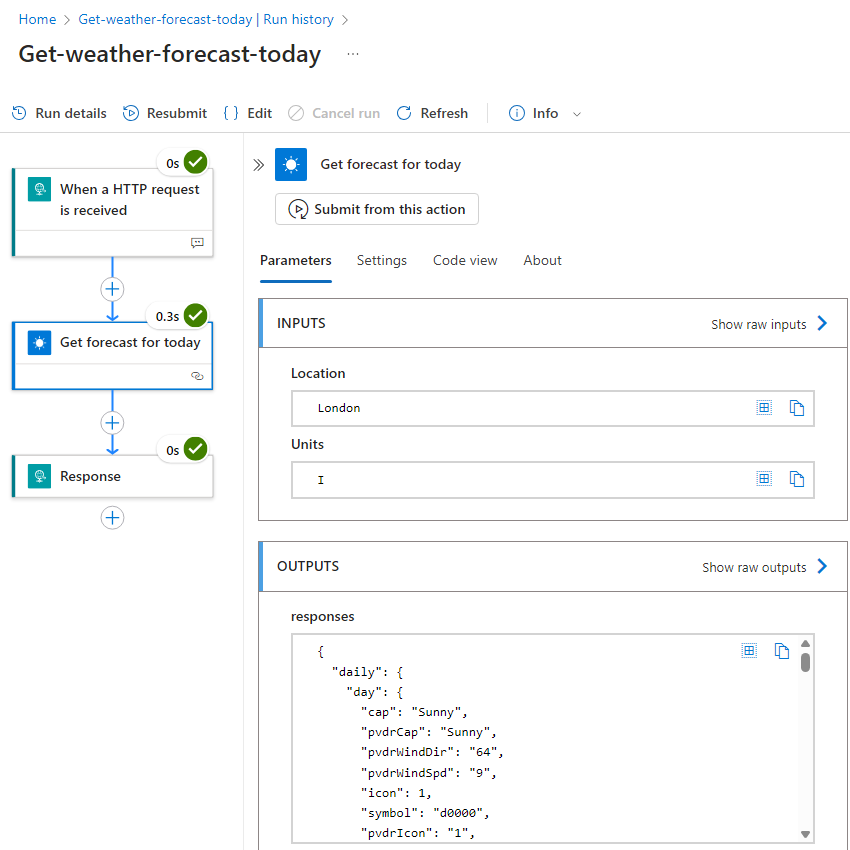 Home > Get-weather-forecast-today | Run history >
Get-weather-forecast-today ...
Run details Resubmit { } Edit Cancel run Refresh Info
0s
When a HTTP request
is received
0.3s
Get forecast for today
0s
Response
Get forecast for today
Submit from this action
Parameters Settings Code view About
INPUTS Show raw inputs
Location
London
Units
I
OUTPUTS Show raw outputs
responses
{
"daily": {
"day": {
"cap": "Sunny",
"pvdrCap": "Sunny",
"pvdrWindDir": "64",
"pvdrWindSpd": "9",
"icon": 1,
"symbol": "d0000",
"pvdrIcon": "1",